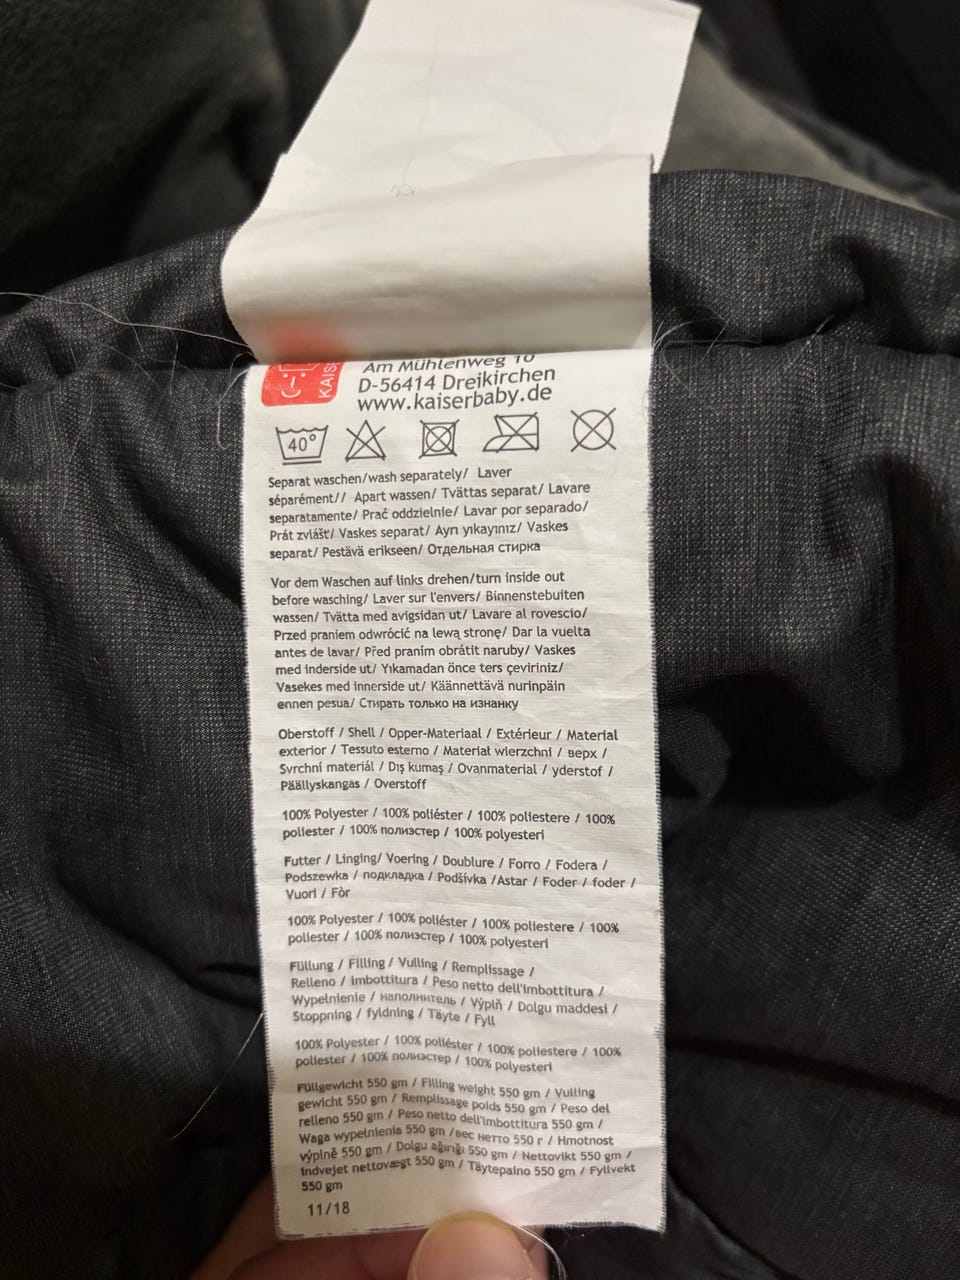 KAIS
Am Mühlenweg 10
D-56414 Dreikirchen
www.kaiserbaby.de
40°
Separat waschen/wash separately/ Laver
séparément// Apart wassen/ Tvättas separat/ Lavare
separatamente/ Prać oddzielnie/ Lavar por separado/
Prát zvlášt/ Vaskes separat/ Ayrı yıkayınız/ Vaskes
separat/ Pestävä erikseen/ Отдельная стирка
Vor dem Waschen auf links drehen/turn inside out
before wasching/ Laver sur l'envers/ Binnenstebuiten
wassen/ Tvätta med avigsidan ut/ Lavare al rovescio/
Przed praniem odwrócić na lewą stronę/ Dar la vuelta
antes de lavar/ Před praním obrátit naruby/ Vaskes
med inderside ut/ Yıkamadan önce ters çeviriniz/
Vasekes med innerside ut/ Käännettävä nurinpäin
ennen pesua/ Стирать только на изнанку
Oberstoff / Shell / Opper-Materiaal / Extérieur / Material
exterior / Tessuto esterno / Materiał wierzchni / верх /
Svrchní materiál / Dış kumaş / Ovanmaterial / yderstof /
Päällyskangas / Overstoff
100% Polyester / 100% poliéster / 100% poliestere / 100%
poliester / 100% полиэстер / 100% polyesteri
Futter / Linging/ Voering / Doublure / Forro / Fodera /
Podszewka / подкладка / Podšívka /Astar / Foder / foder /
Vuori / Fòr
100% Polyester / 100% poliéster / 100% poliestere / 100%
poliester / 100% полиэстер / 100% polyesteri
Füllung / Filling / Vulling / Remplissage /
Relleno / Imbottitura / Peso netto dell'imbottitura /
Wypełnienie / наполнитель / Výplň / Dolgu maddesi /
Stoppning / fyldning / Täyte / Fyll
100% Polyester / 100% poliéster / 100% poliestere / 100%
poliester / 100% полиэстер / 100% polyesteri
Füllgewicht 550 gm / Filling weight 550 gm / Vulling
gewicht 550 gm / Remplissage poids 550 gm / Peso del
relleno 550 gm / Peso netto dell'imbottitura 550 gm /
Waga wypełnienia 550 gm /вес нетто 550 г / Hmotnost
výplně 550 gm / Dolgu ağırığı 550 gm / Nettovikt 550 gm /
Indvejet nettovægt 550 gm / Täytepaino 550 gm / Fyllvekt
550 gm
11/18